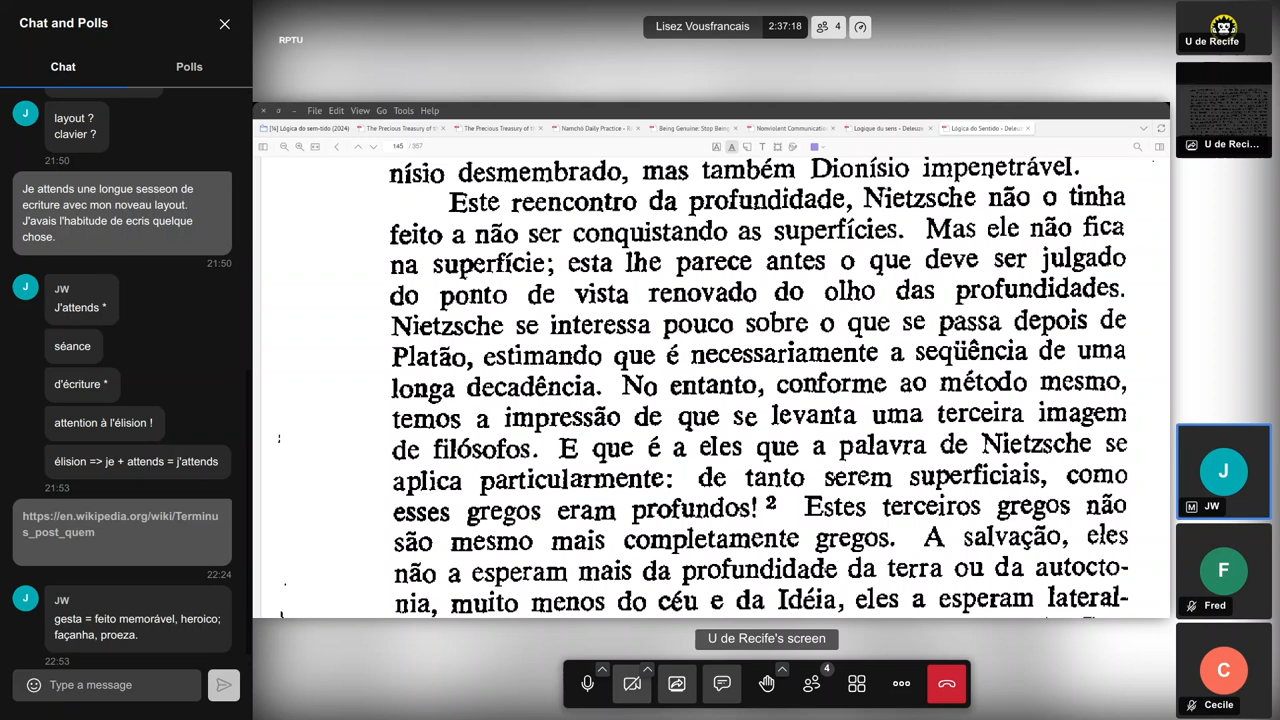 Chat and Polls
Chat
Polls
J
layout ?
clavier ?
21:50
Je attends une longue sesseon de
ecriture avec mon noveau layout.
J'avais l'habitude de ecris quelque
chose.
21:50
J
JW
J'attends *
séance
d'écriture *
attention à l'élision !
élision => je + attends = j'attends
21:53
https://en.wikipedia.org/wiki/Terminu
s_post_quem
22:24
J
JW
gesta = feito memorável, heroico;
façanha, proeza.
22:53
Type a message
RPTU
Lisez Vousfrancais
2:37:18
4
File Edit View Go Tools Help
[¼] Lógica do sem-tido (2024)
The Precious Treasury of th
The Precious Treasury of t
Namchö Daily Practice - R
Being Genuine: Stop Being
Nonviolent Communicatio
Logique du sens - Deleuze
Lógica do Sentido - Deleuz
145 / 357
nísio desmembrado, mas também Dionísio impenetrável.
Este reencontro da profundidade, Nietzsche não o tinha
feito a não ser conquistando as superfícies. Mas ele não fica
na superfície; esta lhe parece antes o que deve ser julgado
do ponto de vista renovado do olho das profundidades.
Nietzsche se interessa pouco sobre o que se passa depois de
Platão, estimando que é necessariamente a seqüência de uma
longa decadência. No entanto, conforme ao método mesmo,
temos a impressão de que se levanta uma terceira imagem
de filósofos. E que é a eles que a palavra de Nietzsche se
aplica particularmente: de tanto serem superficiais, como
esses gregos eram profundos! ² Estes terceiros gregos não
são mesmo mais completamente gregos. A salvação, eles
não a esperam mais da profundidade da terra ou da autocto-
nia, muito menos do céu e da Idéia, eles a esperam lateral-
U de Recife's screen
4
U de Recife
U de Reci...
J
JW
F
Fred
C
Cecile